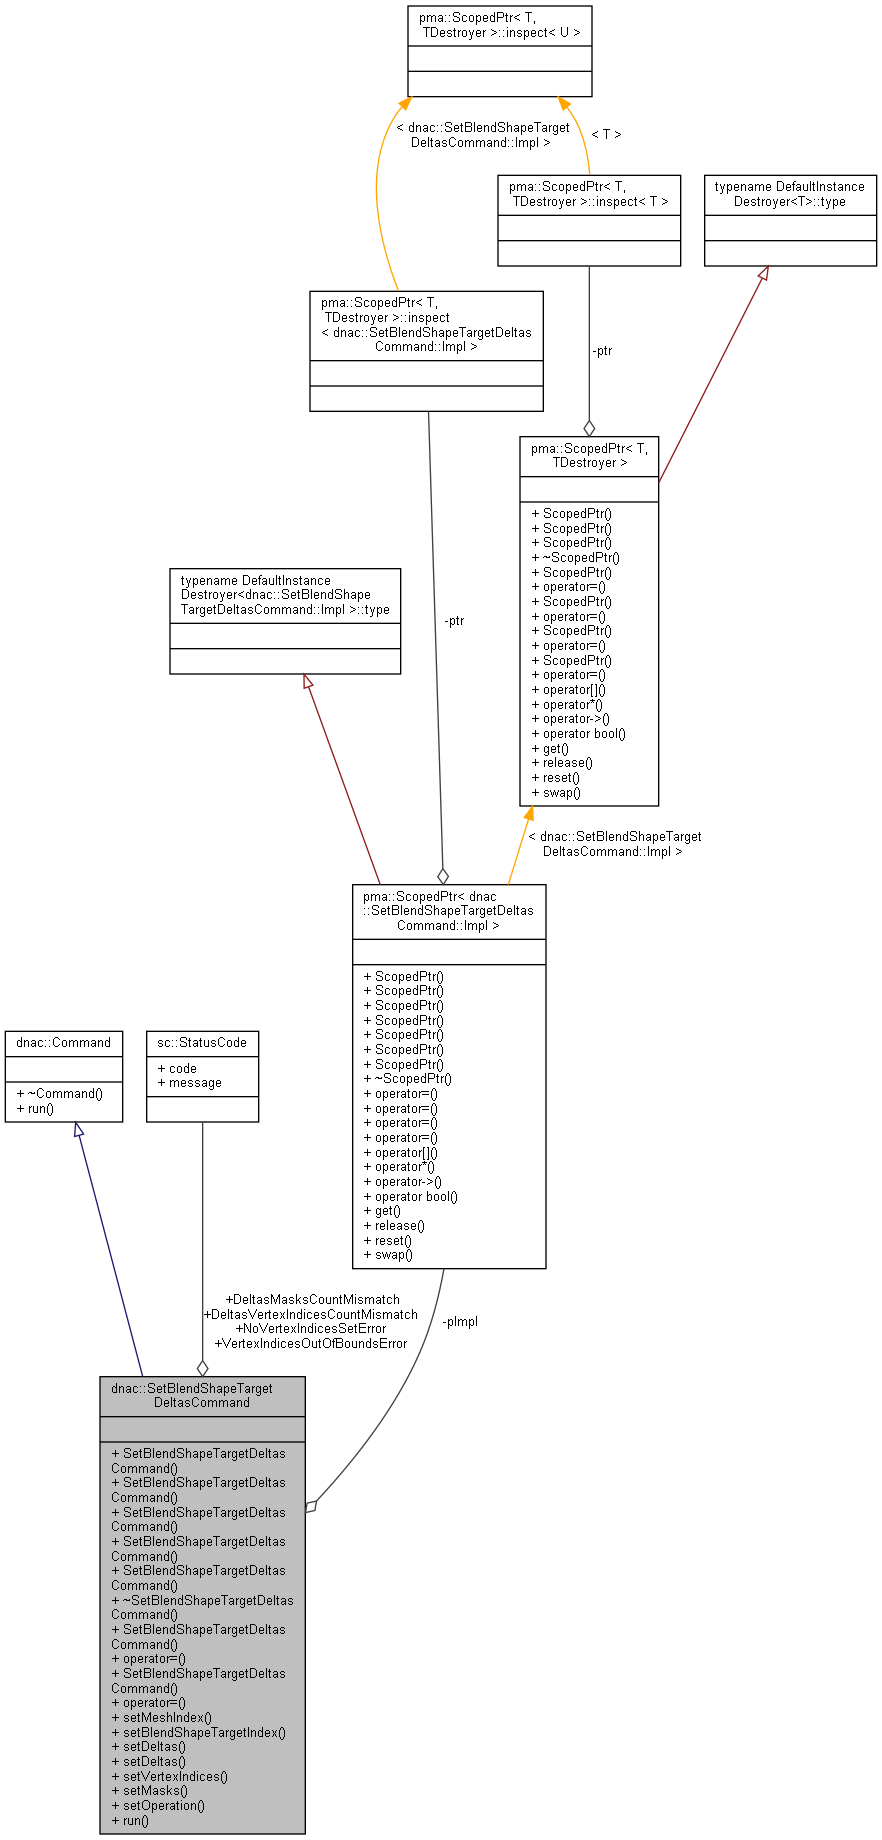 pma::ScopedPtr< T,
TDestroyer >::inspect< U >
< dnac::SetBlendShapeTarget
DeltasCommand::Impl >
< T >
pma::ScopedPtr< T,
TDestroyer >::inspect< T >
typename DefaultInstance
Destroyer<T>::type
pma::ScopedPtr< T,
TDestroyer >::inspect
< dnac::SetBlendShapeTargetDeltas
Command::Impl >
-ptr
pma::ScopedPtr< T,
TDestroyer >
+ ScopedPtr()
+ ScopedPtr()
+ ScopedPtr()
+ ~ScopedPtr()
+ ScopedPtr()
+ operator=()
+ ScopedPtr()
+ operator=()
+ ScopedPtr()
+ operator=()
+ ScopedPtr()
+ operator=()
+ operator[]()
+ operator*()
+ operator->()
+ operator bool()
+ get()
+ release()
+ reset()
+ swap()
typename DefaultInstance
Destroyer<dnac::SetBlendShape
TargetDeltasCommand::Impl >::type
-ptr
< dnac::SetBlendShapeTarget
DeltasCommand::Impl >
pma::ScopedPtr< dnac
::SetBlendShapeTargetDeltas
Command::Impl >
+ ScopedPtr()
+ ScopedPtr()
+ ScopedPtr()
+ ScopedPtr()
+ ScopedPtr()
+ ScopedPtr()
+ ScopedPtr()
+ ~ScopedPtr()
+ operator=()
+ operator=()
+ operator=()
+ operator=()
+ operator[]()
+ operator*()
+ operator->()
+ operator bool()
+ get()
+ release()
+ reset()
+ swap()
dnac::Command
+ ~Command()
+ run()
sc::StatusCode
+ code
+ message
+DeltasMasksCountMismatch
+DeltasVertexIndicesCountMismatch
+NoVertexIndicesSetError
+VertexIndicesOutOfBoundsError
-pImpl
dnac::SetBlendShapeTarget
DeltasCommand
+ SetBlendShapeTargetDeltas
Command()
+ SetBlendShapeTargetDeltas
Command()
+ SetBlendShapeTargetDeltas
Command()
+ SetBlendShapeTargetDeltas
Command()
+ SetBlendShapeTargetDeltas
Command()
+ ~SetBlendShapeTargetDeltas
Command()
+ SetBlendShapeTargetDeltas
Command()
+ operator=()
+ SetBlendShapeTargetDeltas
Command()
+ operator=()
+ setMeshIndex()
+ setBlendShapeTargetIndex()
+ setDeltas()
+ setDeltas()
+ setVertexIndices()
+ setMasks()
+ setOperation()
+ run()